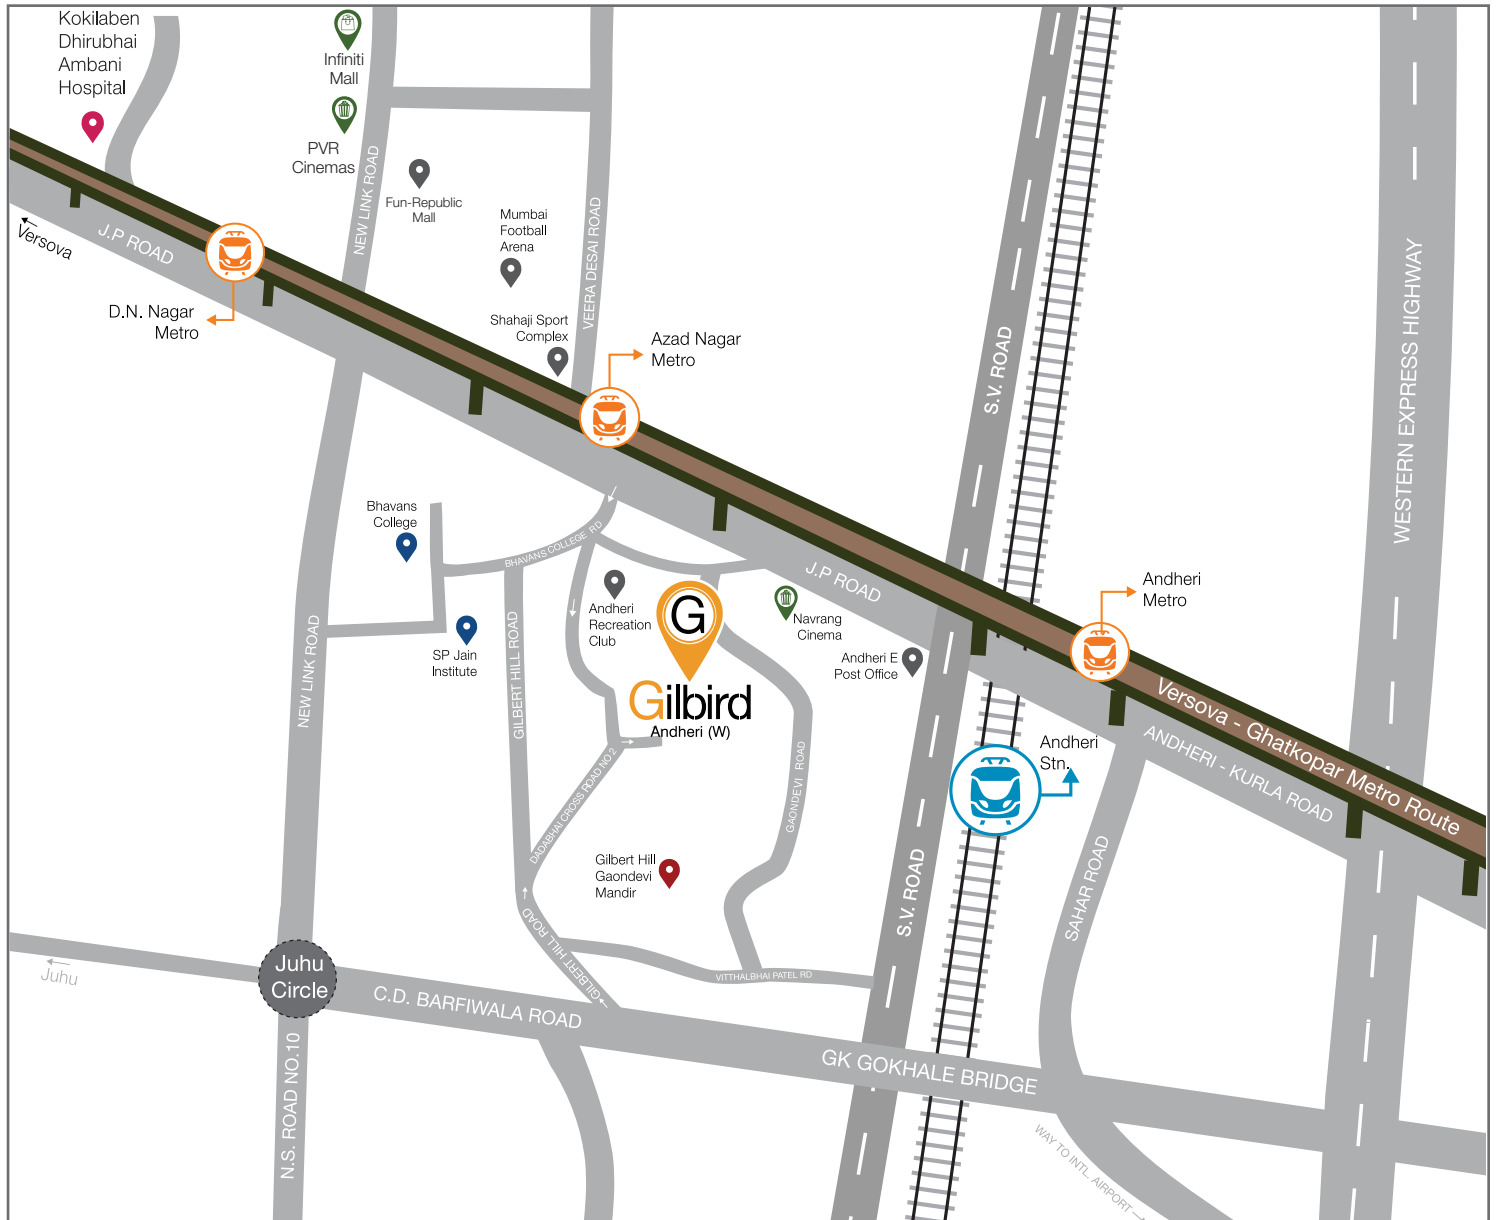 Kokilaben
Dhirubhai
Ambani
Hospital
Infiniti
Mall
PVR
Cinemas
Fun-Republic
Mall
Mumbai
Football
Arena
Shahaji Sport
Complex
NEW LINK ROAD
VEERA DESAI ROAD
Versova
J.P ROAD
D.N. Nagar
Metro
Azad Nagar
Metro
S.V. ROAD
WESTERN EXPRESS HIGHWAY
Bhavans
College
BHAVANS COLLEGE RD
SP Jain
Institute
NEW LINK ROAD
GILBERT HILL ROAD
Andheri
Recreation
Club
G
Gilbird
Andheri (W)
Navrang
Cinema
J.P ROAD
Andheri E
Post Office
Andheri
Metro
Versova - Ghatkopar Metro Route
ANDHERI - KURLA ROAD
Andheri
Stn.
DADABHAI CROSS ROAD NO.2
GAONDEVI ROAD
Gilbert Hill
Gaondevi
Mandir
S.V. ROAD
SAHAR ROAD
GILBERT HILL ROAD
VITTHALBHAI PATEL RD
Juhu
Juhu
Circle
C.D. BARFIWALA ROAD
GK GOKHALE BRIDGE
N.S. ROAD NO.10
WAY TO INTL. AIRPORT